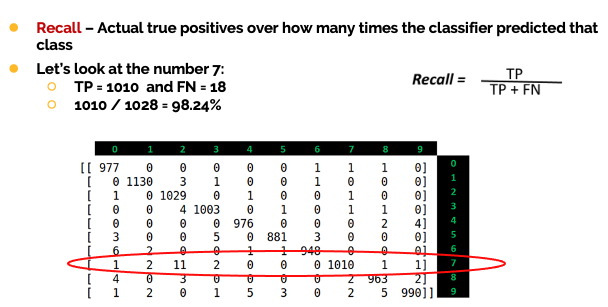 Recall – Actual true positives over how many times the classifier predicted that
class
Let's look at the number 7:
TP = 1010 and FN = 18
1010 / 1028 = 98.24%
Recall = TP
TP + FN
0 1 2 3 4 5 6 7 8 9
[[ 977 0 0 0 0 0 1 1 1 0] 0
[ 0 1130 3 1 0 0 1 0 0 0] 1
[ 1 0 1029 0 1 0 0 1 0 0] 2
[ 0 0 4 1003 0 1 0 1 1 0] 3
[ 0 0 0 0 976 0 0 0 2 4] 4
[ 3 0 0 5 0 881 3 0 0 0] 5
[ 6 2 0 0 1 1 948 0 0 0] 6
[ 1 2 11 2 0 0 0 1010 1 1] 7
[ 4 0 3 0 0 0 0 2 963 2] 8
[ 1 2 0 1 5 3 0 2 5 990]] 9